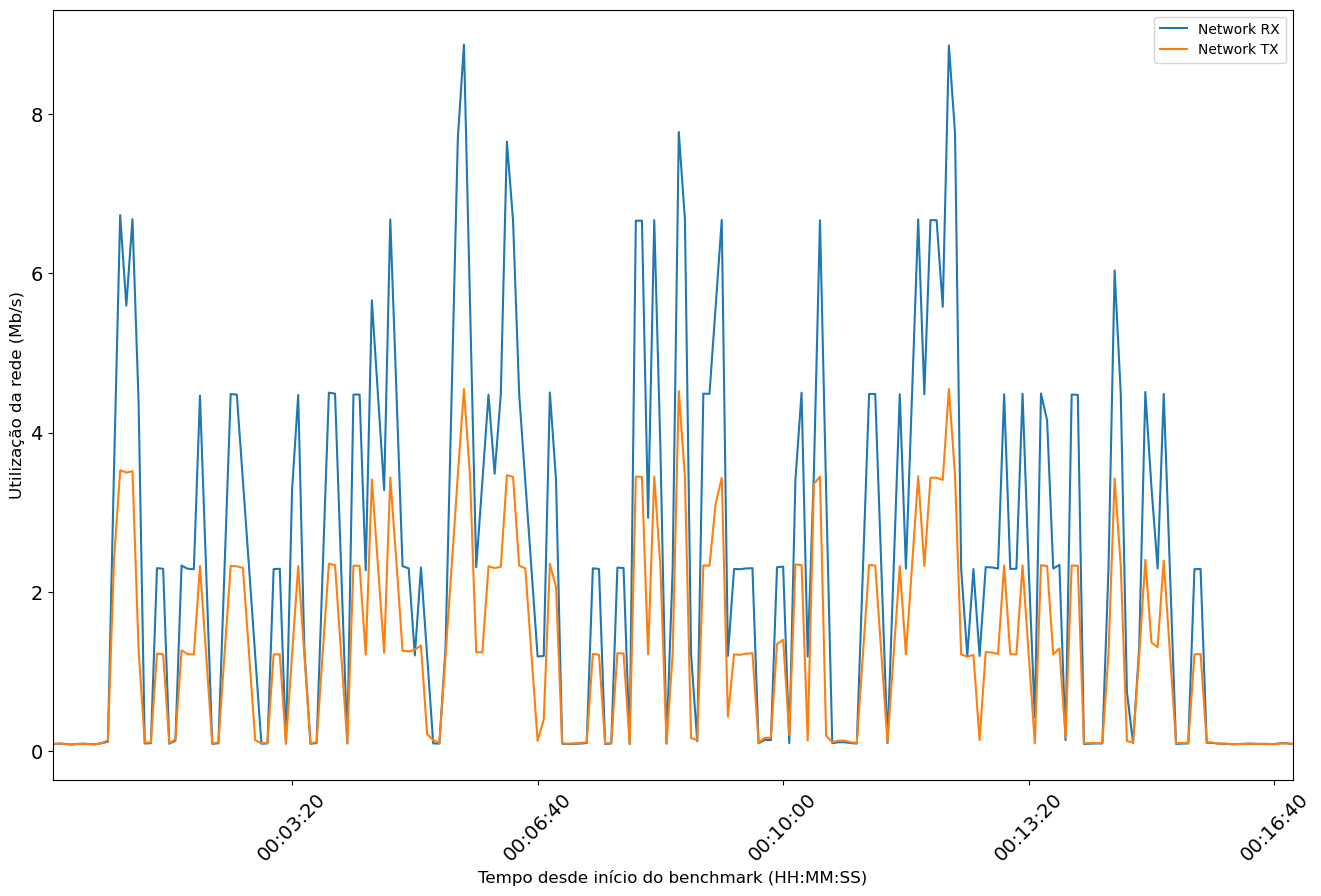 Network RX
Network TX
8
6
4
2
0
Utilização da rede (Mb/s)
00:03:20
00:06:40
00:10:00
00:13:20
00:16:40
Tempo desde início do benchmark (HH:MM:SS)